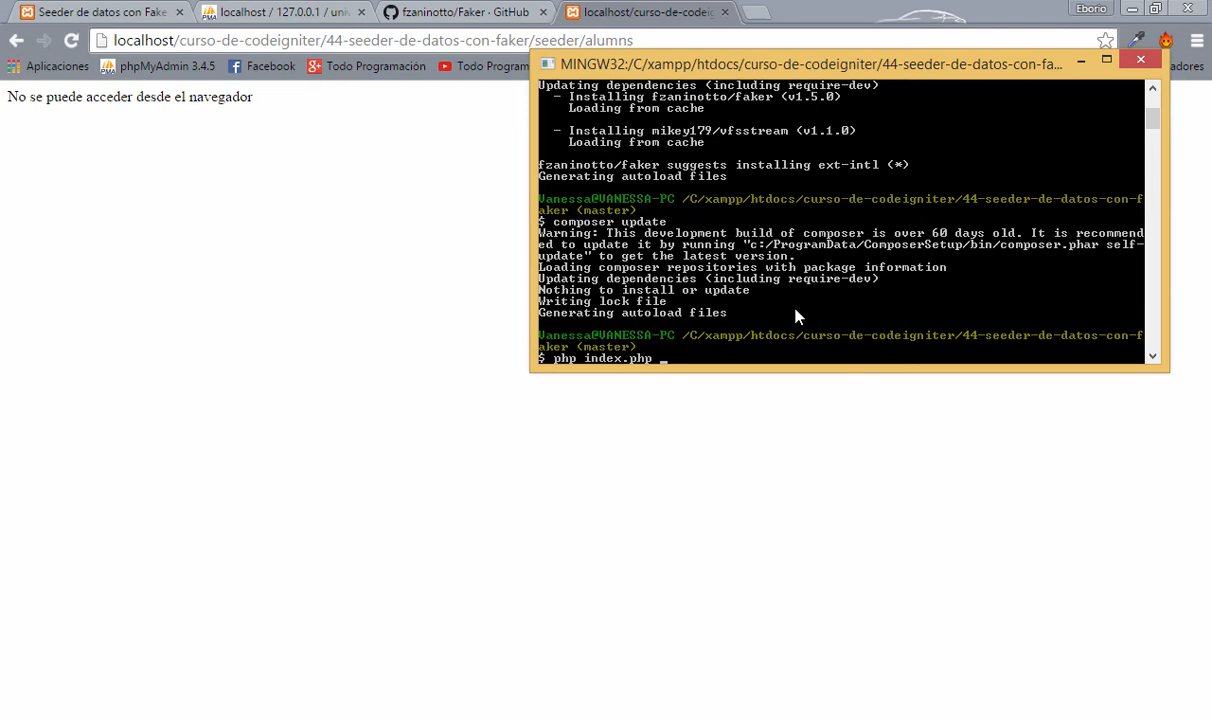 Seeder de datos con Fake
localhost / 127.0.0.1 / univ
fzaninotto/Faker · GitHub
localhost/curso-de-codeig
Eborio
localhost/curso-de-codeigniter/44-seeder-de-datos-con-faker/seeder/alumns
Aplicaciones
phpMyAdmin 3.4.5
Facebook
Todo Programación
Todo Program
adores
No se puede acceder desde el navegador
MINGW32:/C/xampp/htdocs/curso-de-codeigniter/44-seeder-de-datos-con-fa...
Updating dependencies (including require-dev)
- Installing fzaninotto/faker (v1.5.0)
Loading from cache
- Installing mikey179/vfsstream (v1.1.0)
Loading from cache
fzaninotto/faker suggests installing ext-intl (*)
Generating autoload files
Vanessa@VANESSA-PC /C/xampp/htdocs/curso-de-codeigniter/44-seeder-de-datos-con-f
aker (master)
$ composer update
Warning: This development build of composer is over 60 days old. It is recommend
ed to update it by running "c:/ProgramData/ComposerSetup/bin/composer.phar self-
update" to get the latest version.
Loading composer repositories with package information
Updating dependencies (including require-dev)
Nothing to install or update
Writing lock file
Generating autoload files
Vanessa@VANESSA-PC /C/xampp/htdocs/curso-de-codeigniter/44-seeder-de-datos-con-f
aker (master)
$ php index.php _